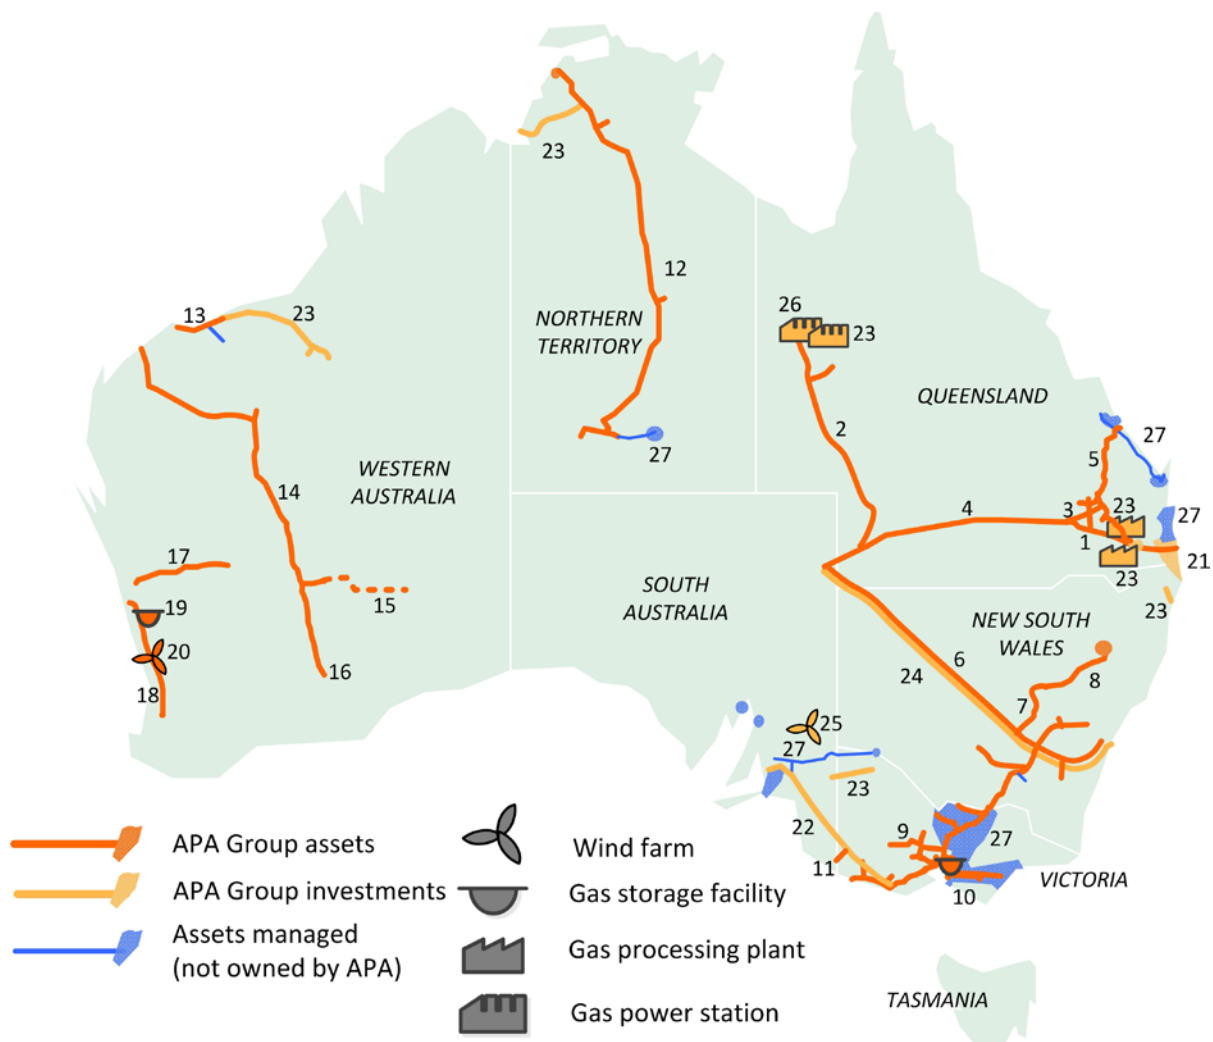 23
12
13
23
NORTHERN
TERRITORY
26
23
QUEENSLAND
2
27
27
5
WESTERN
AUSTRALIA
14
4
3
23
27
1
17
21
23
15
SOUTH
AUSTRALIA
19
23
NEW SOUTH
WALES
20
6
16
24
8
18
7
25
27
23
22
9
27
11
10
VICTORIA
TASMANIA
APA Group assets
APA Group investments
Assets managed
(not owned by APA)
Wind farm
Gas storage facility
Gas processing plant
Gas power station